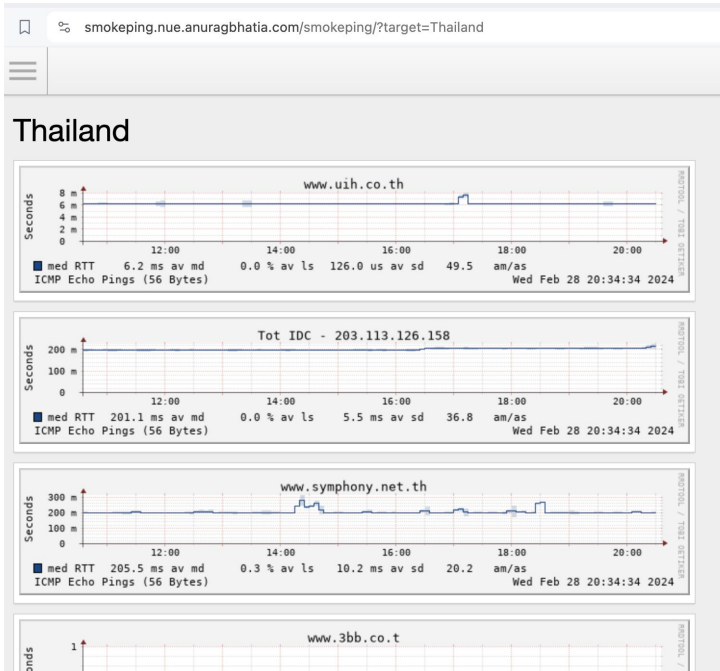 smokeping.nue.anuragbhatia.com/smokeping/?target=Thailand
Thailand
www.uih.co.th
Seconds
8 m
6 m
4 m
2 m
0
12:00 14:00 16:00 18:00 20:00
med RTT 6.2 ms av md 0.0 % av ls 126.0 us av sd 49.5 am/as
ICMP Echo Pings (56 Bytes) Wed Feb 28 20:34:34 2024
RRDTOOL / TOBI OETIKER
Tot IDC - 203.113.126.158
Seconds
200 m
100 m
0
12:00 14:00 16:00 18:00 20:00
med RTT 201.1 ms av md 0.0 % av ls 5.5 ms av sd 36.8 am/as
ICMP Echo Pings (56 Bytes) Wed Feb 28 20:34:34 2024
RRDTOOL / TOBI OETIKER
www.symphony.net.th
Seconds
300 m
200 m
100 m
0
12:00 14:00 16:00 18:00 20:00
med RTT 205.5 ms av md 0.3 % av ls 10.2 ms av sd 20.2 am/as
ICMP Echo Pings (56 Bytes) Wed Feb 28 20:34:34 2024
RRDTOOL / TOBI OETIKER
www.3bb.co.t
1
RRDTOOL /